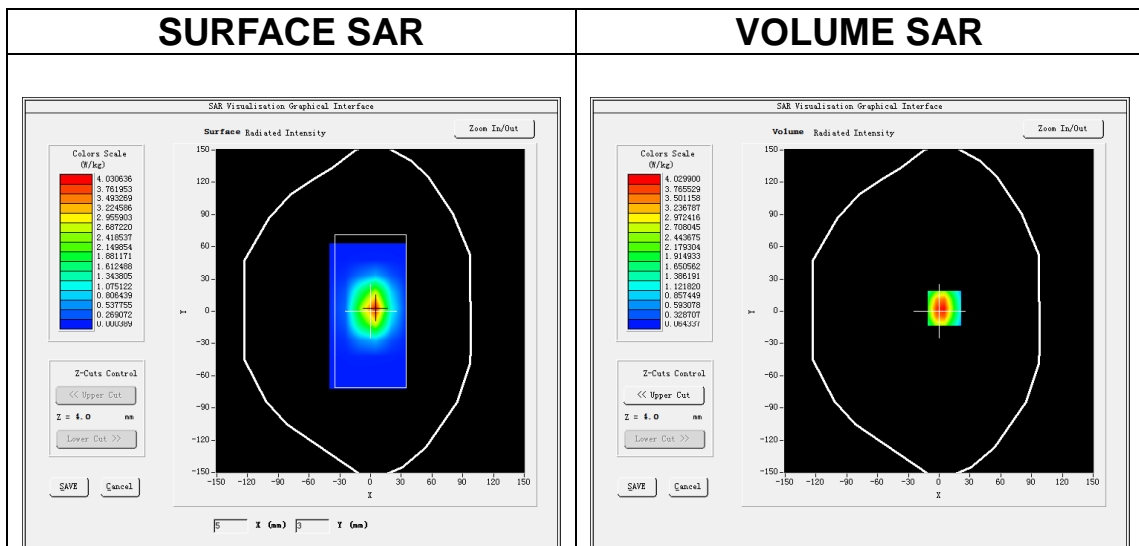 SURFACE SAR
VOLUME SAR
SAR Visualisation Graphical Interface
Surface Radiated Intensity
Zoom In/Out
Colors Scale
(W/kg)
4.030636
3.761953
3.493269
3.224586
2.955903
2.687220
2.418537
2.149854
1.881171
1.612488
1.343805
1.075122
0.806439
0.537755
0.269072
0.000389
150
120
90
60
30
0
-30
-60
-90
-120
-150
Y
-150 -120 -90 -60 -30 0 30 60 90 120 150
X
Z-Cuts Control
<< Upper Cut
Z = 4.0 mm
Lower Cut >>
SAVE
Cancel
5 X (mm) 3 Y (mm)
SAR Visualisation Graphical Interface
Volume Radiated Intensity
Zoom In/Out
Colors Scale
(W/kg)
4.029900
3.765529
3.501158
3.236787
2.972416
2.708045
2.443675
2.179304
1.914933
1.650562
1.386191
1.121820
0.857449
0.593078
0.328707
0.064337
150
120
90
60
30
0
-30
-60
-90
-120
-150
Y
-150 -120 -90 -60 -30 0 30 60 90 120 150
X
Z-Cuts Control
<< Upper Cut
Z = 4.0 mm
Lower Cut >>
SAVE
Cancel